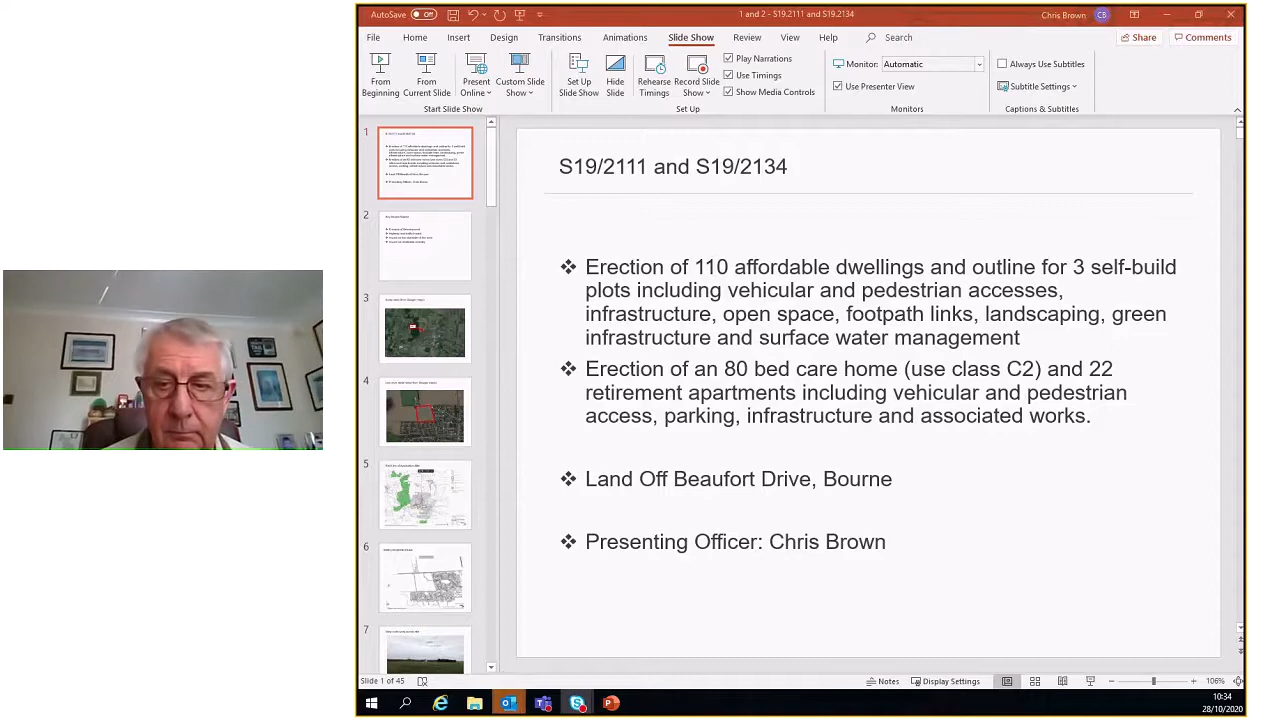 AutoSave Off
1 and 2 - S19.2111 and S19.2134
Chris Brown CB
File Home Insert Design Transitions Animations Slide Show Review View Help Search Share Comments
From Beginning
From Current Slide
Present Online
Custom Slide Show
Start Slide Show
Set Up Slide Show
Hide Slide
Rehearse Timings
Record Slide Show
Play Narrations
Use Timings
Show Media Controls
Set Up
Monitor: Automatic
Use Presenter View
Monitors
Always Use Subtitles
Subtitle Settings
Captions & Subtitles
1
2
3
4
5
6
7
S19/2111 and S19/2134
❖ Erection of 110 affordable dwellings and outline for 3 self-build
plots including vehicular and pedestrian accesses,
infrastructure, open space, footpath links, landscaping, green
infrastructure and surface water management
❖ Erection of an 80 bed care home (use class C2) and 22
retirement apartments including vehicular and pedestrian
access, parking, infrastructure and associated works.
❖ Land Off Beaufort Drive, Bourne
❖ Presenting Officer: Chris Brown
Slide 1 of 45
Notes Display Settings 106%
10:34
28/10/2020